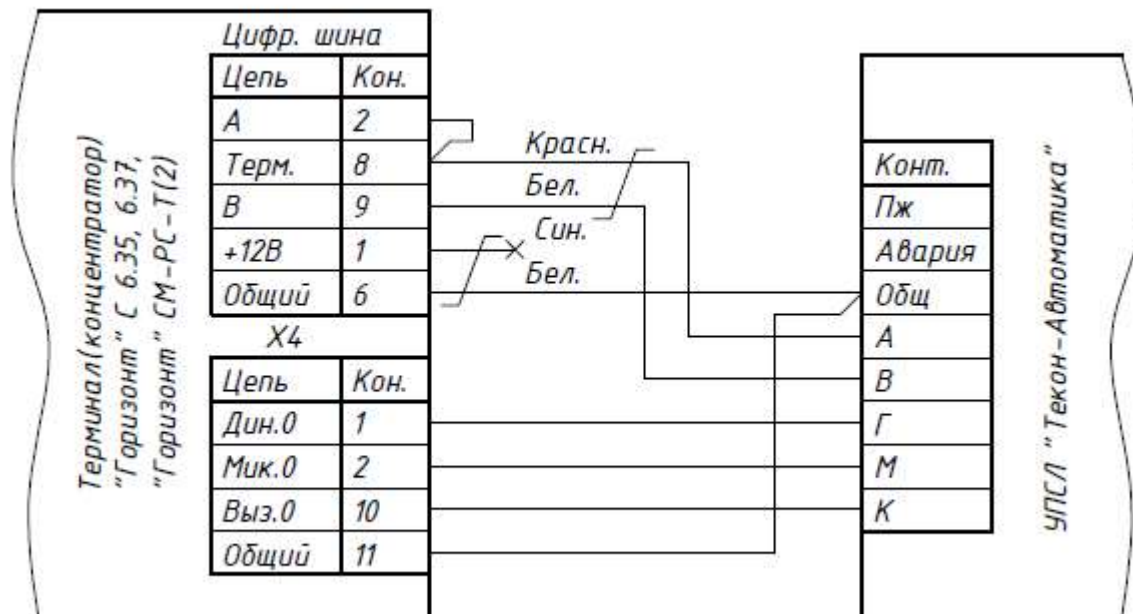 Терминал(концентратор)
"Горизонт" С 6.35, 6.37,
"Горизонт" СМ-РС-Т(2)
Цифр. шина
Цепь Кон.
А 2
Терм. 8
В 9
+12В 1
Общий 6
Х4
Цепь Кон.
Дин.0 1
Мик.0 2
Выз.0 10
Общий 11
Красн.
Бел.
Син.
Бел.
Конт.
Пж
Авария
Общ
А
В
Г
М
К
УПСЛ "Текон-Автоматика"